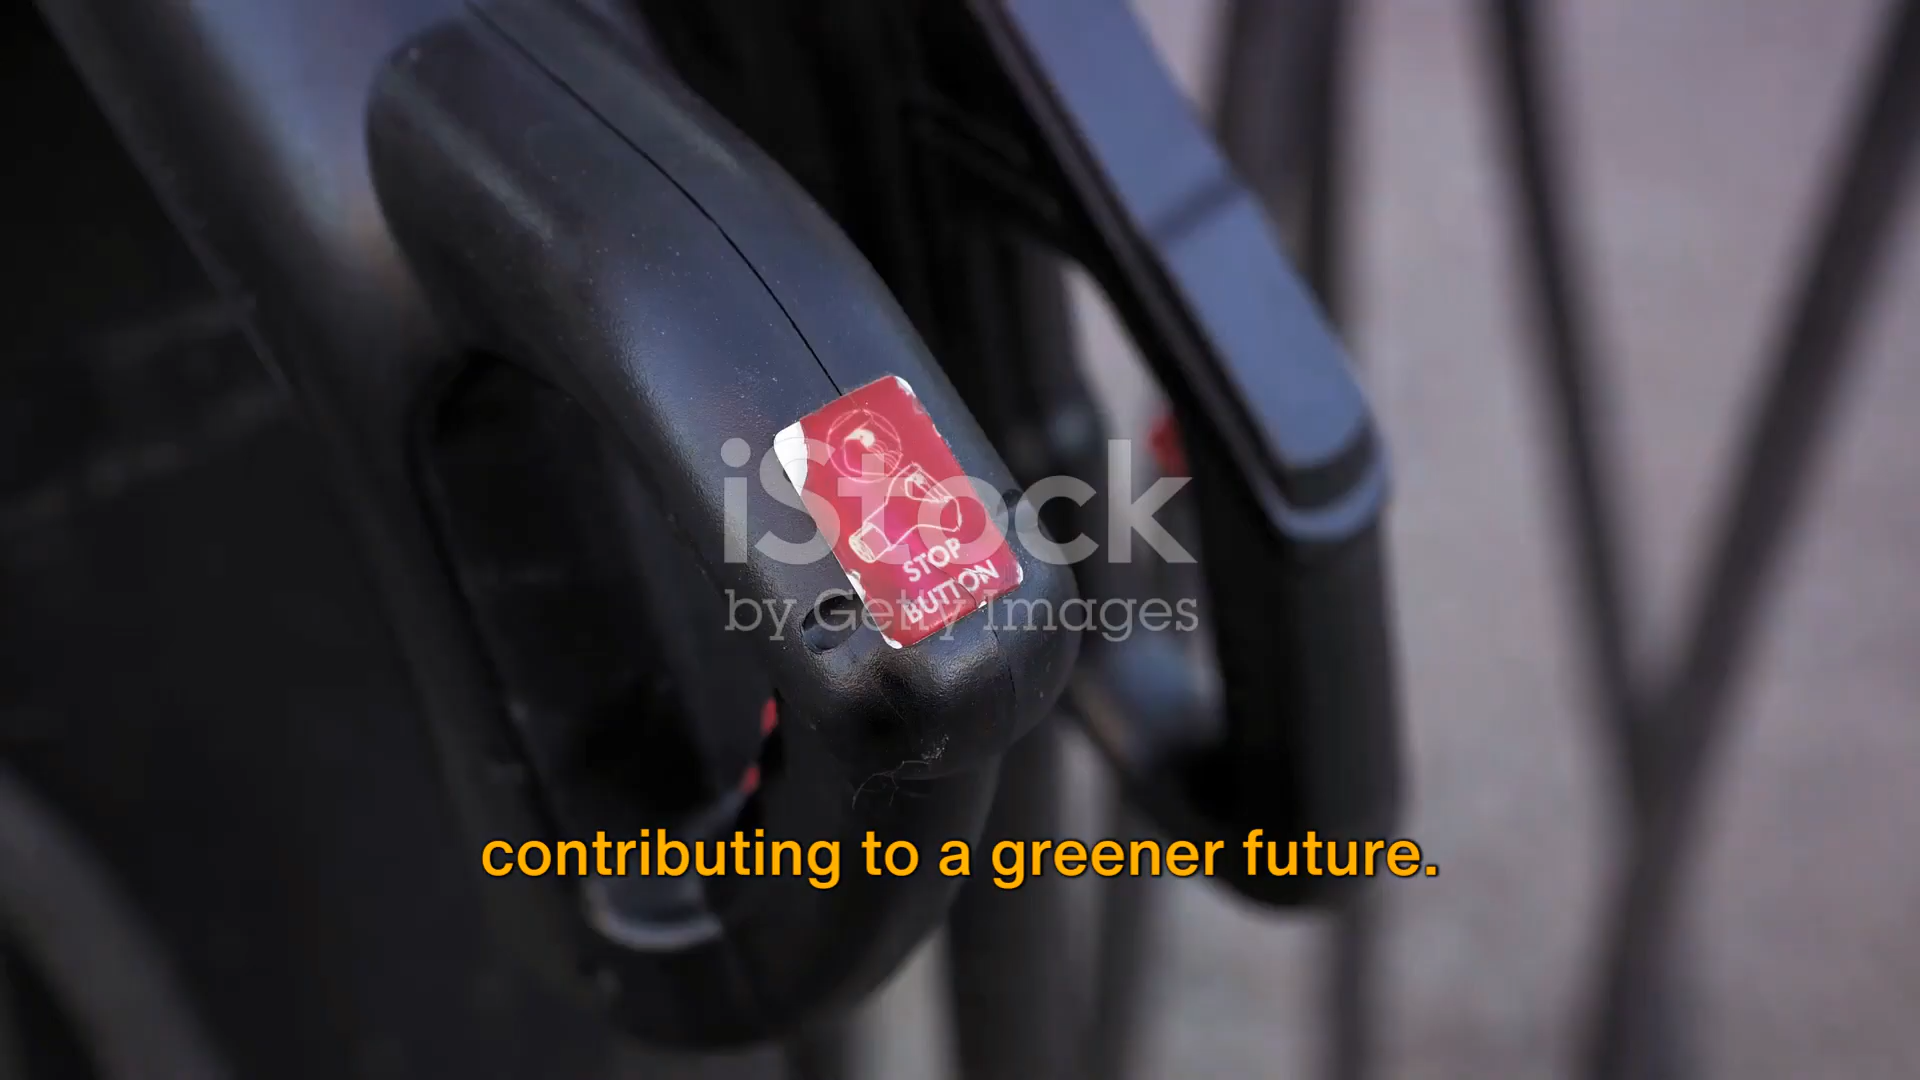 iStock
by Getty Images
STOP
BUTTON
contributing to a greener future.